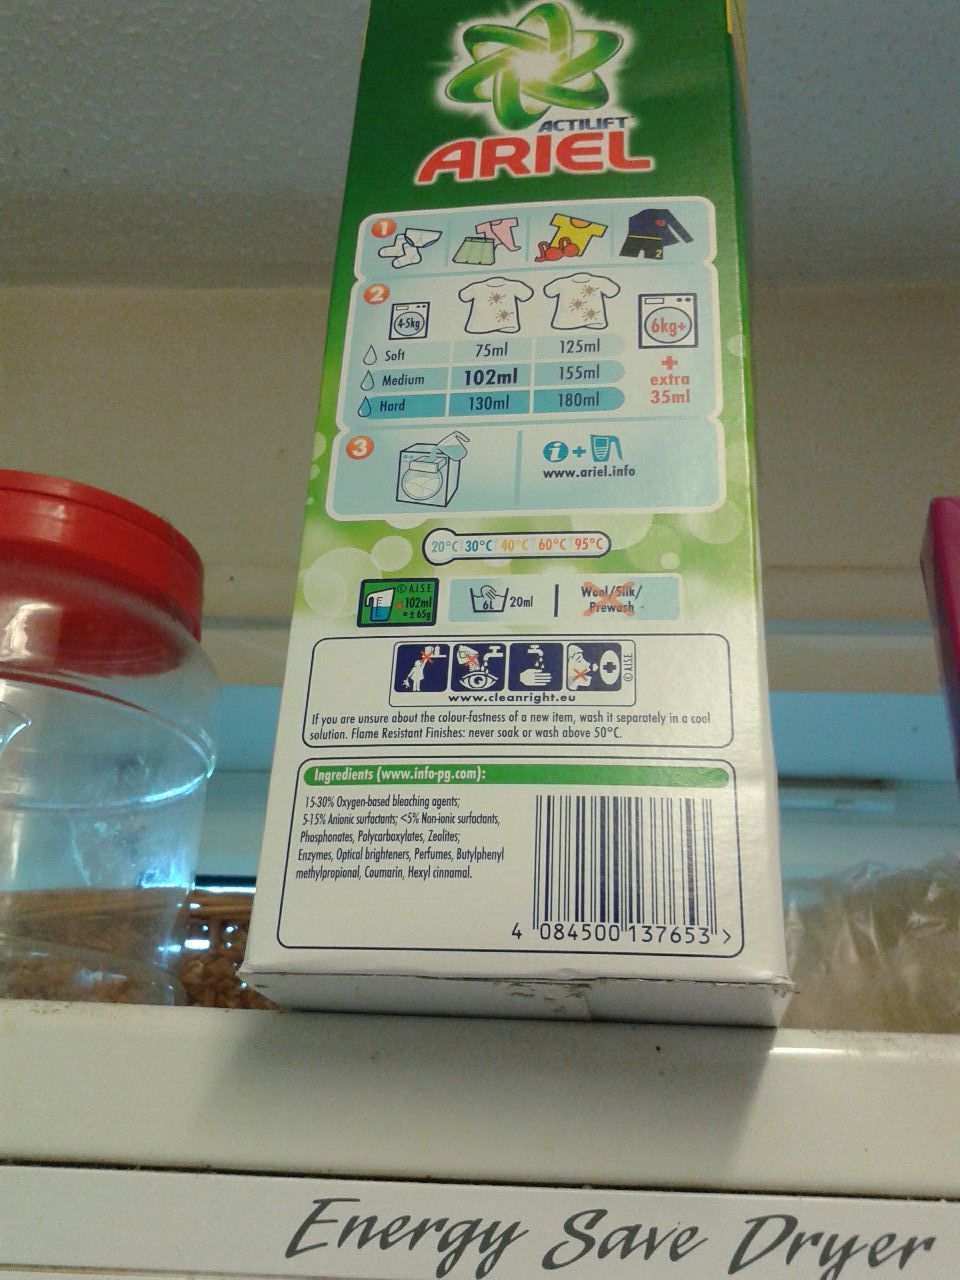 ACTILIFT
ARIEL
1
2
4-5kg
6kg+
Soft 75ml 125ml
Medium 102ml 155ml
Hard 130ml 180ml
+
extra
35ml
3
i +
www.ariel.info
20°C 30°C 40°C 60°C 95°C
© A.I.S.E
102ml
= ± 65g
6L 20ml
Wool/Silk/
Prewash
© A.I.S.E
www.cleanright.eu
If you are unsure about the colour-fastness of a new item, wash it separately in a cool
solution. Flame Resistant Finishes: never soak or wash above 50°C.
Ingredients (www.info-pg.com):
15-30% Oxygen-based bleaching agents;
5-15% Anionic surfactants; <5% Non-ionic surfactants,
Phosphonates, Polycarboxylates, Zeolites;
Enzymes, Optical brighteners, Perfumes, Butylphenyl
methylpropional, Coumarin, Hexyl cinnamal.
4 084500 137653 >
Energy Save Dryer